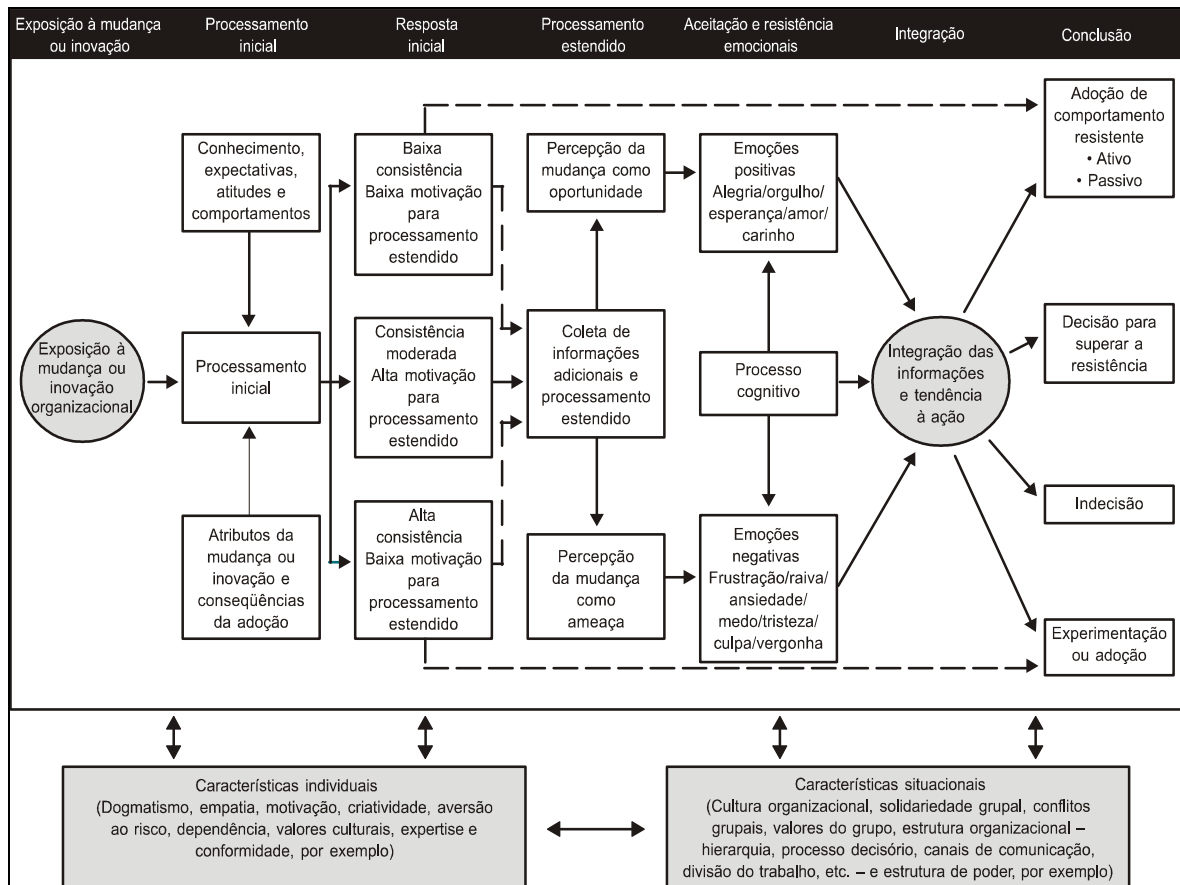 Exposição à mudança
ou inovação
Processamento
inicial
Resposta
inicial
Processamento
estendido
Aceitação e resistência
emocionais
Integração
Conclusão
Conhecimento,
expectativas,
atitudes e
comportamentos
Baixa
consistência
Baixa motivação
para
processamento
estendido
Percepção da
mudança como
oportunidade
Emoções
positivas
Alegria/orgulho/
esperança/amor/
carinho
Adoção de
comportamento
resistente
• Ativo
• Passivo
Exposição à
mudança ou
inovação
organizacional
Processamento
inicial
Consistência
moderada
Alta motivação
para
processamento
estendido
Coleta de
informações
adicionais e
processamento
estendido
Processo
cognitivo
Integração das
informações
e tendência
à ação
Decisão para
superar a
resistência
Indecisão
Atributos da
mudança ou
inovação e
conseqüências
da adoção
Alta
consistência
Baixa motivação
para
processamento
estendido
Percepção
da mudança
como
ameaça
Emoções
negativas
Frustração/raiva/
ansiedade/
medo/tristeza/
culpa/vergonha
Experimentação
ou adoção
Características individuais
(Dogmatismo, empatia, motivação, criatividade, aversão
ao risco, dependência, valores culturais, expertise e
conformidade, por exemplo)
Características situacionais
(Cultura organizacional, solidariedade grupal, conflitos
grupais, valores do grupo, estrutura organizacional –
hierarquia, processo decisório, canais de comunicação,
divisão do trabalho, etc. – e estrutura de poder, por exemplo)